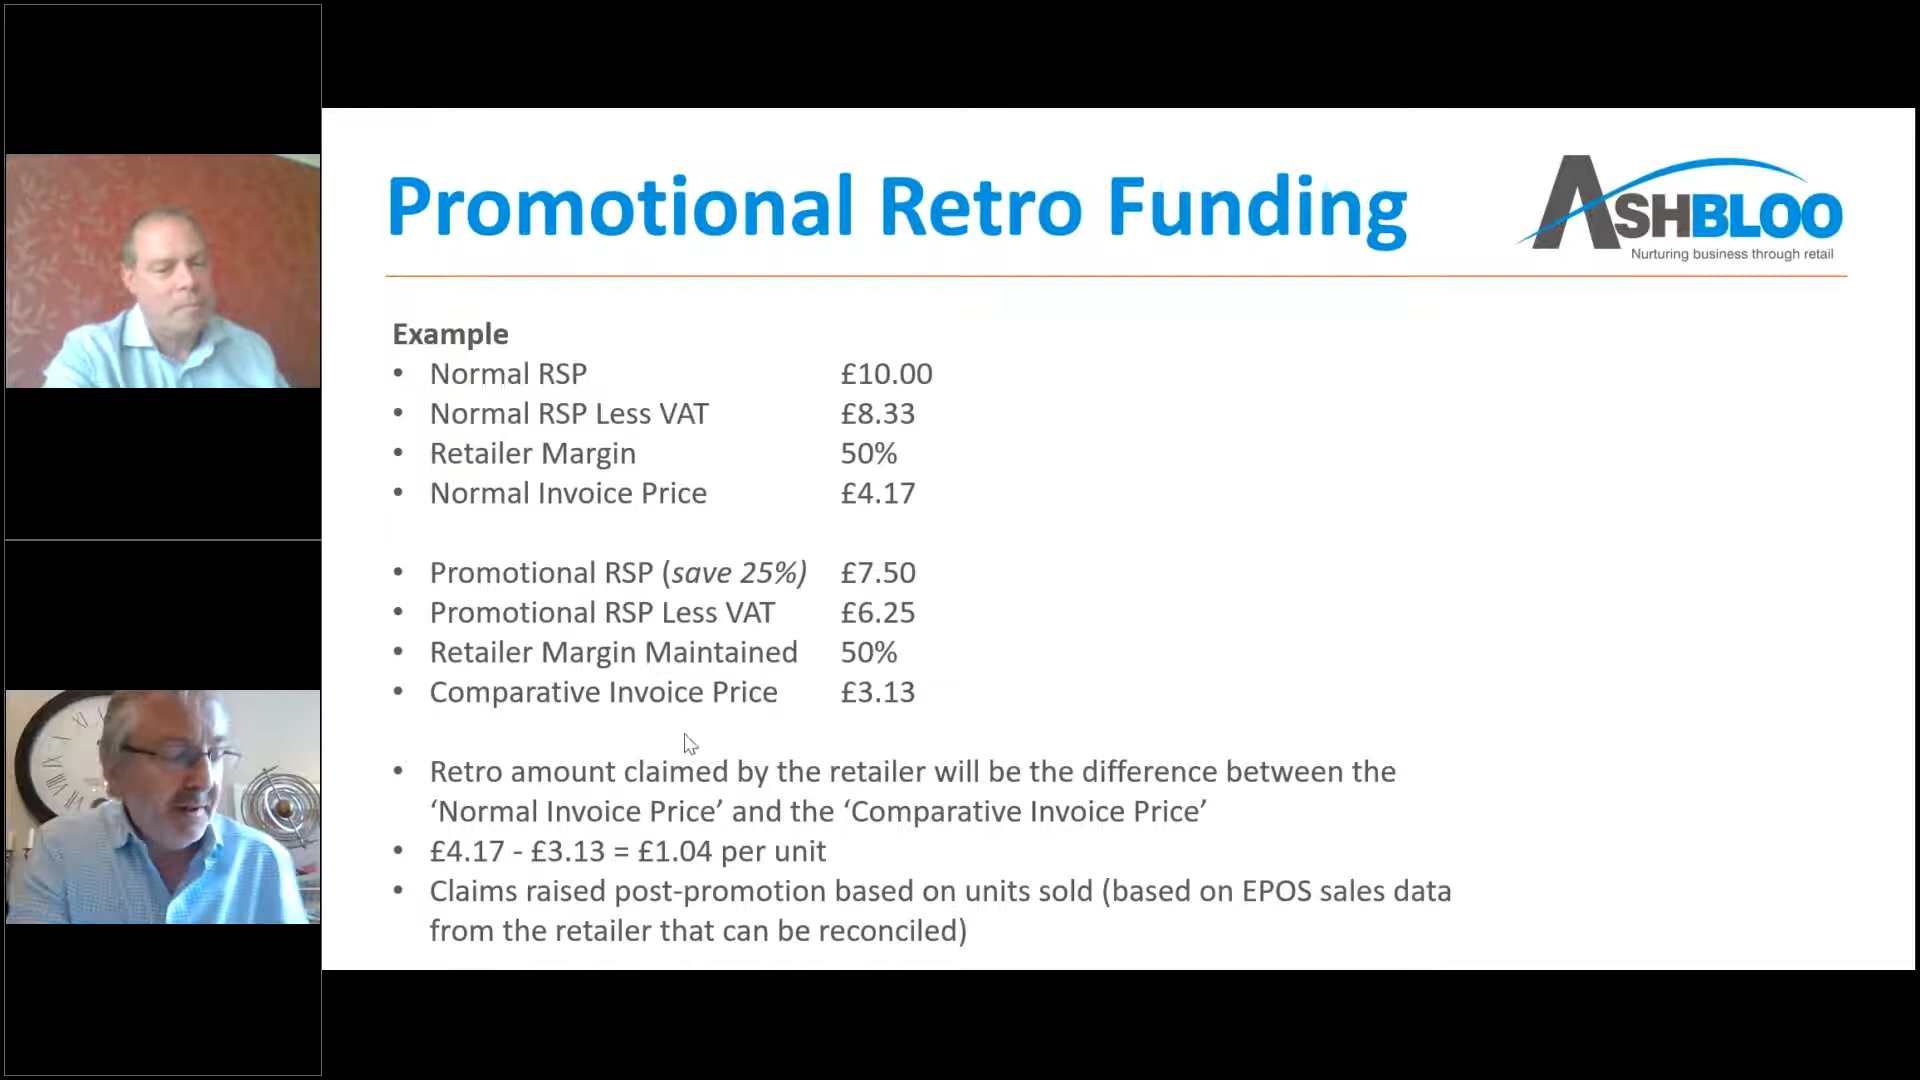 Promotional Retro Funding
ASHBLOO
Nurturing business through retail
Example
• Normal RSP £10.00
• Normal RSP Less VAT £8.33
• Retailer Margin 50%
• Normal Invoice Price £4.17
• Promotional RSP (save 25%) £7.50
• Promotional RSP Less VAT £6.25
• Retailer Margin Maintained 50%
• Comparative Invoice Price £3.13
• Retro amount claimed by the retailer will be the difference between the
‘Normal Invoice Price’ and the ‘Comparative Invoice Price’
• £4.17 - £3.13 = £1.04 per unit
• Claims raised post-promotion based on units sold (based on EPOS sales data
from the retailer that can be reconciled)